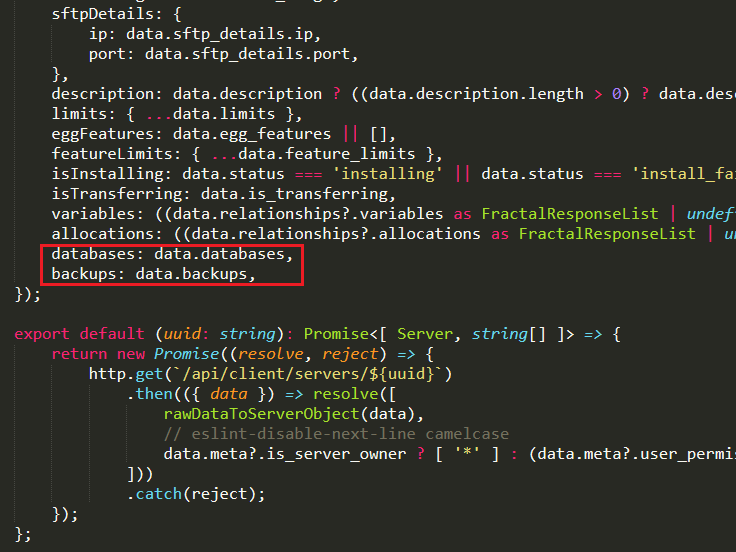 sftpDetails: {
ip: data.sftp_details.ip,
port: data.sftp_details.port,
},
description: data.description ? ((data.description.length > 0) ? data.des
limits: { ...data.limits },
eggFeatures: data.egg_features || [],
featureLimits: { ...data.feature_limits },
isInstalling: data.status === 'installing' || data.status === 'install_fa
isTransferring: data.is_transferring,
variables: ((data.relationships?.variables as FractalResponseList | undef
allocations: ((data.relationships?.allocations as FractalResponseList | u
databases: data.databases,
backups: data.backups,
});
export default (uuid: string): Promise<[ Server, string[] ]> => {
return new Promise((resolve, reject) => {
http.get(`/api/client/servers/${uuid}`)
.then(({ data }) => resolve([
rawDataToServerObject(data),
// eslint-disable-next-line camelcase
data.meta?.is_server_owner ? [ '*' ] : (data.meta?.user_permis
]))
.catch(reject);
});
};